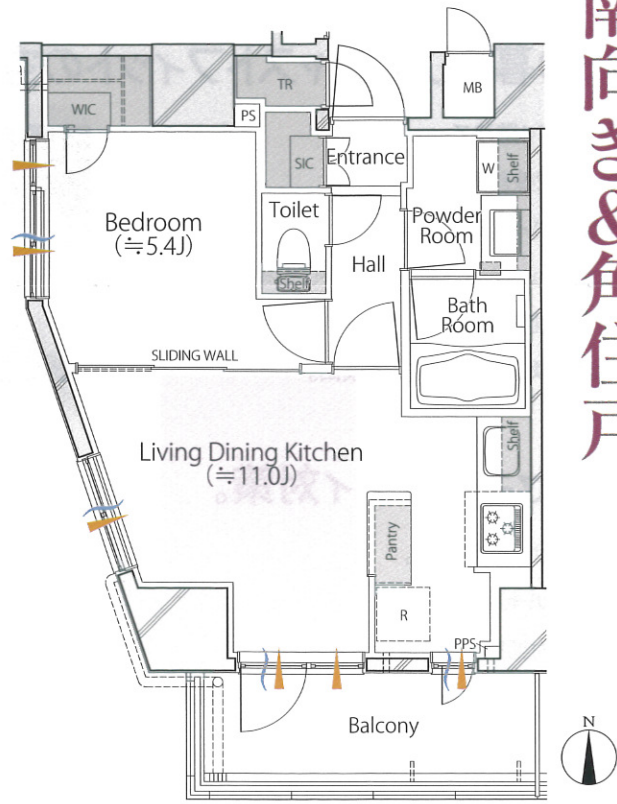 南向き&角住戸
TR
MB
WIC
PS
SIC
Entrance
W
Shelf
Bedroom
(≒5.4J)
Toilet
Powder
Room
Hall
Shelf
Bath
Room
SLIDING WALL
Living Dining Kitchen
(≒11.0J)
Shelf
Pantry
R
PPS
Balcony
N